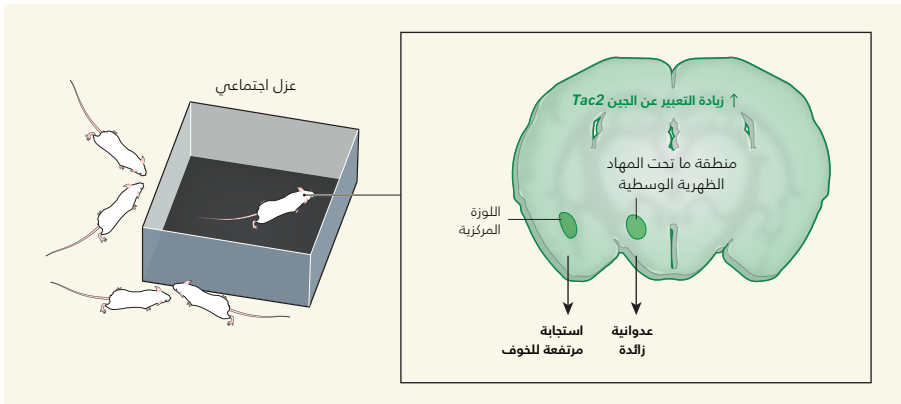 عزل اجتماعي
↑ زيادة التعبير عن الجين Tac2
منطقة ما تحت المهاد
الظهرية الوسطية
اللوزة
المركزية
عدوانية
زائدة
استجابة
مرتفعة للخوف